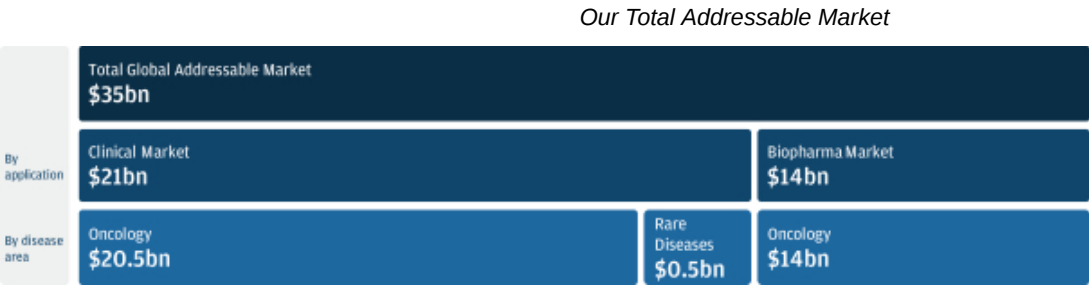 Our Total Addressable Market
Total Global Addressable Market
$35bn
By
application
Clinical Market
$21bn
Biopharma Market
$14bn
By disease
area
Oncology
$20.5bn
Rare
Diseases
$0.5bn
Oncology
$14bn